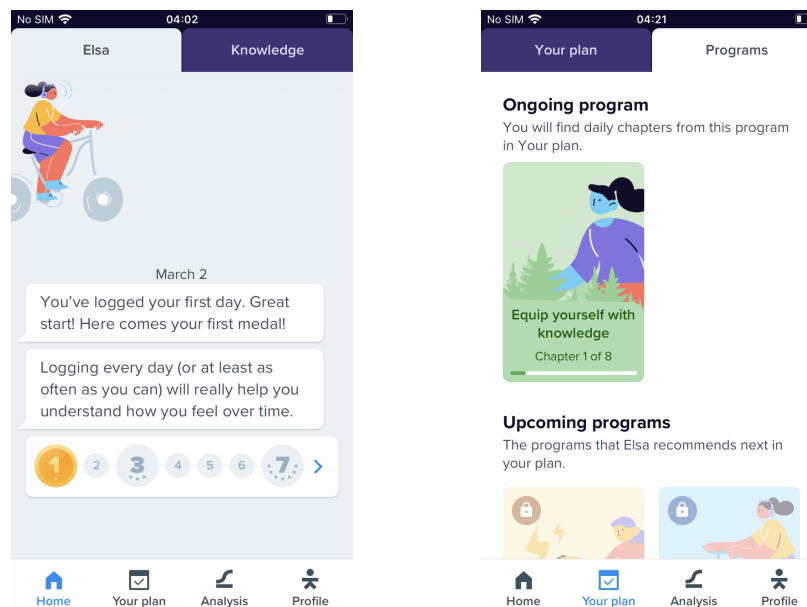 No SIM 04:02
Elsa
Knowledge
March 2
You've logged your first day. Great
start! Here comes your first medal!
Logging every day (or at least as
often as you can) will really help you
understand how you feel over time.
1 2 3 4 5 6 7
Home Your plan Analysis Profile
No SIM 04:21
Your plan
Programs
Ongoing program
You will find daily chapters from this program
in Your plan.
Equip yourself with
knowledge
Chapter 1 of 8
Upcoming programs
The programs that Elsa recommends next in
your plan.
Home Your plan Analysis Profile